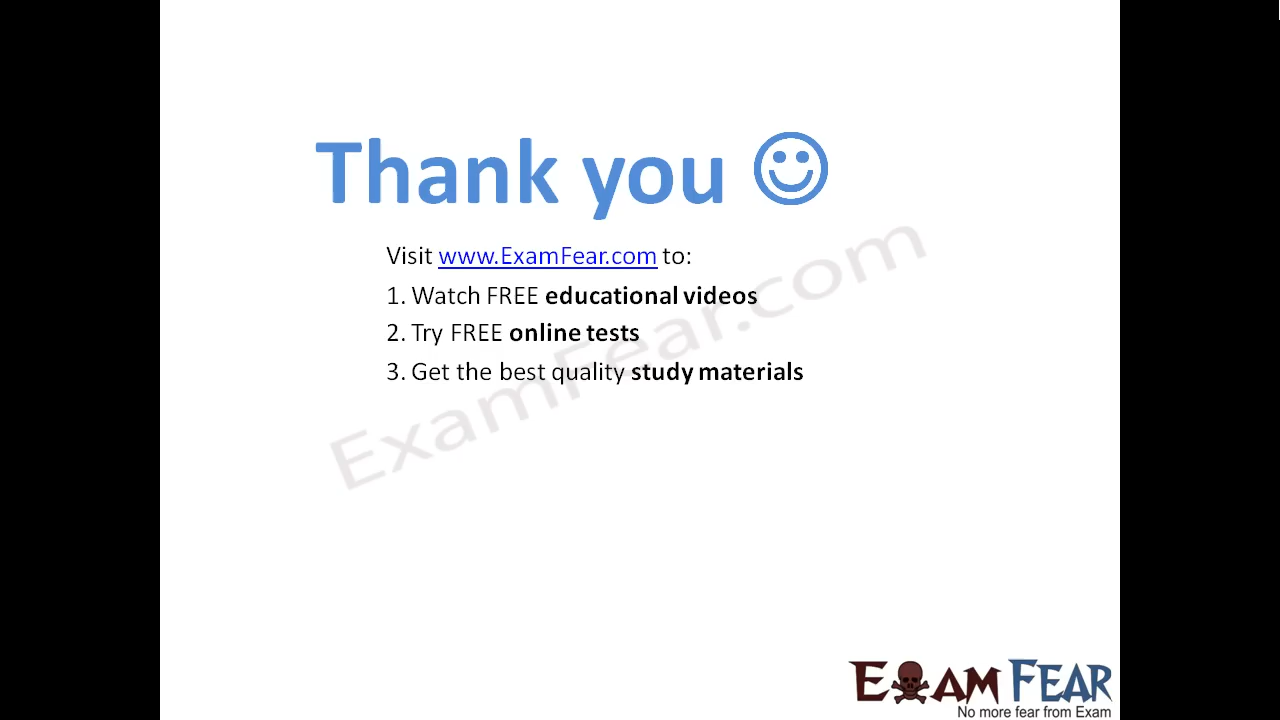 Thank you ☺
Visit www.ExamFear.com to:
1. Watch FREE educational videos
2. Try FREE online tests
3. Get the best quality study materials
ExamFear.com
EXAM FEAR
No more fear from Exam